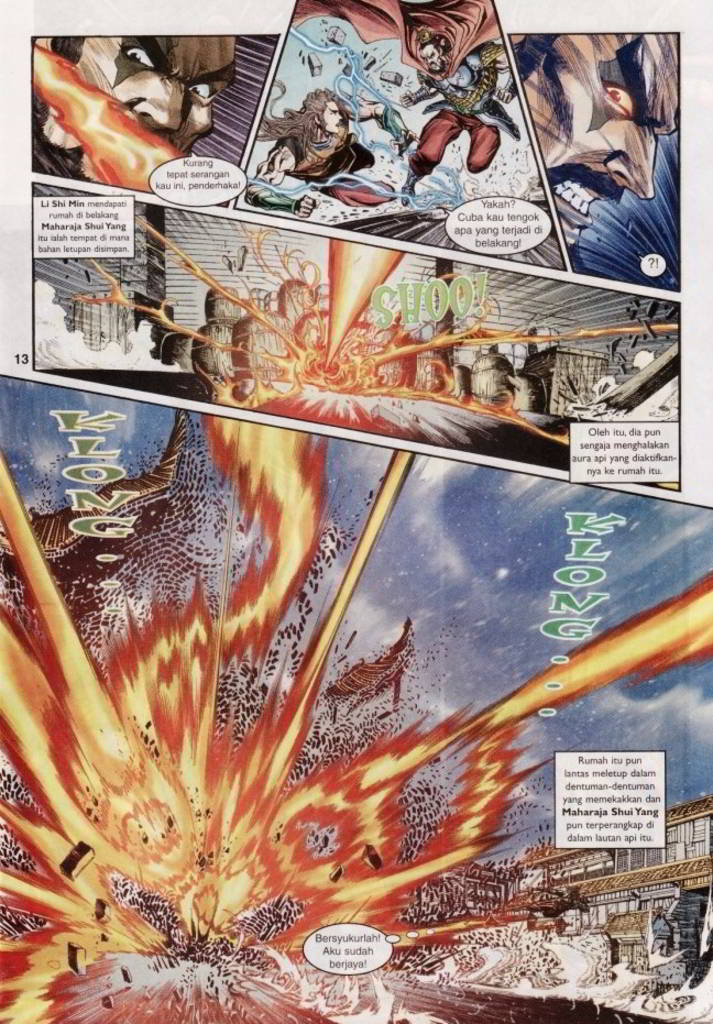 Kurang
tepat serangan
kau ini, penderhaka!
Yakah?
Cuba kau tengok
apa yang terjadi di
belakang!
?!
Li Shi Min mendapati
rumah di belakang
Maharaja Shui Yang
itu ialah tempat di mana
bahan letupan disimpan.
SHOO!
13
Oleh itu, dia pun
sengaja menghalakan
aura api yang diaktifkan-
nya ke rumah itu.
KLONG...
KLONG...
Rumah itu pun
lantas meletup dalam
dentuman-dentuman
yang memekakkan dan
Maharaja Shui Yang
pun terperangkap di
dalam lautan api itu.
Bersyukurlah!
Aku sudah
berjaya!